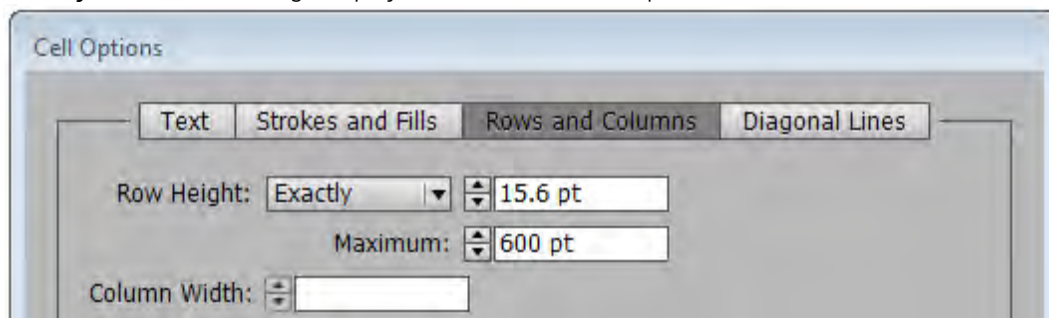 Cell Options
Text Strokes and Fills Rows and Columns Diagonal Lines
Row Height: Exactly 15.6 pt
Maximum: 600 pt
Column Width: